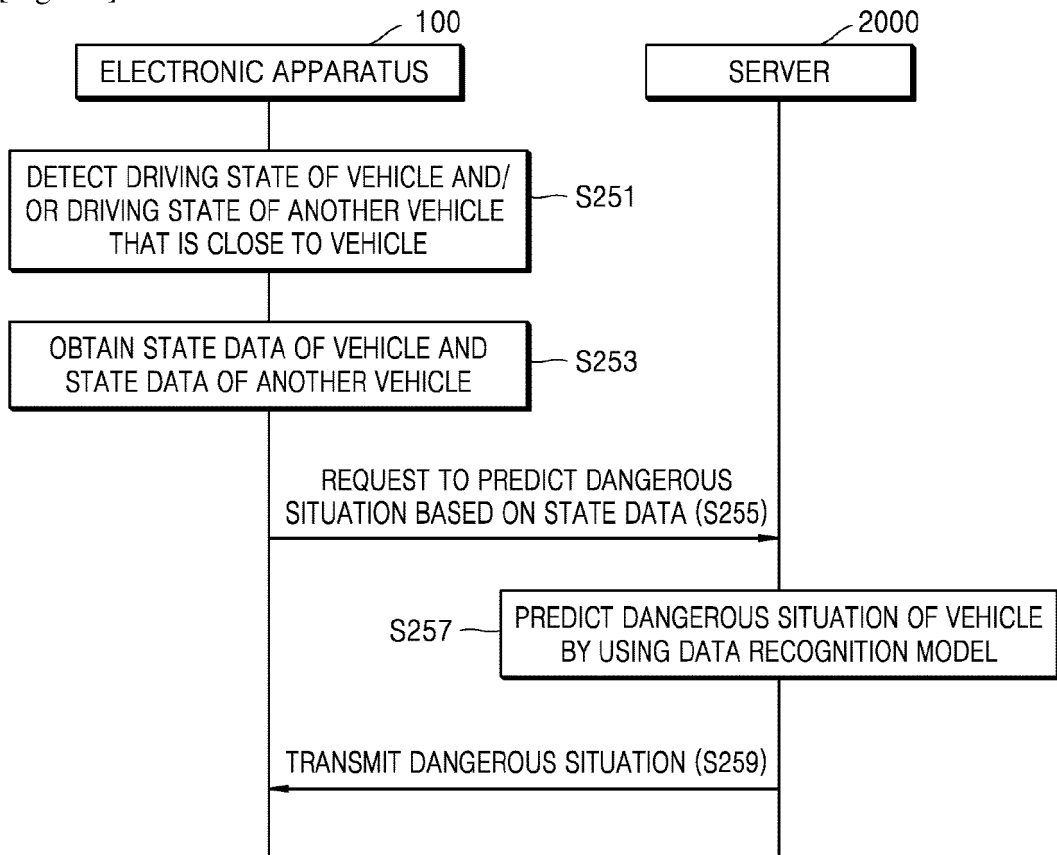 100
2000
ELECTRONIC APPARATUS
SERVER
DETECT DRIVING STATE OF VEHICLE AND/
OR DRIVING STATE OF ANOTHER VEHICLE
THAT IS CLOSE TO VEHICLE
S251
OBTAIN STATE DATA OF VEHICLE AND
STATE DATA OF ANOTHER VEHICLE
S253
REQUEST TO PREDICT DANGEROUS
SITUATION BASED ON STATE DATA (S255)
S257
PREDICT DANGEROUS SITUATION OF VEHICLE
BY USING DATA RECOGNITION MODEL
TRANSMIT DANGEROUS SITUATION (S259)